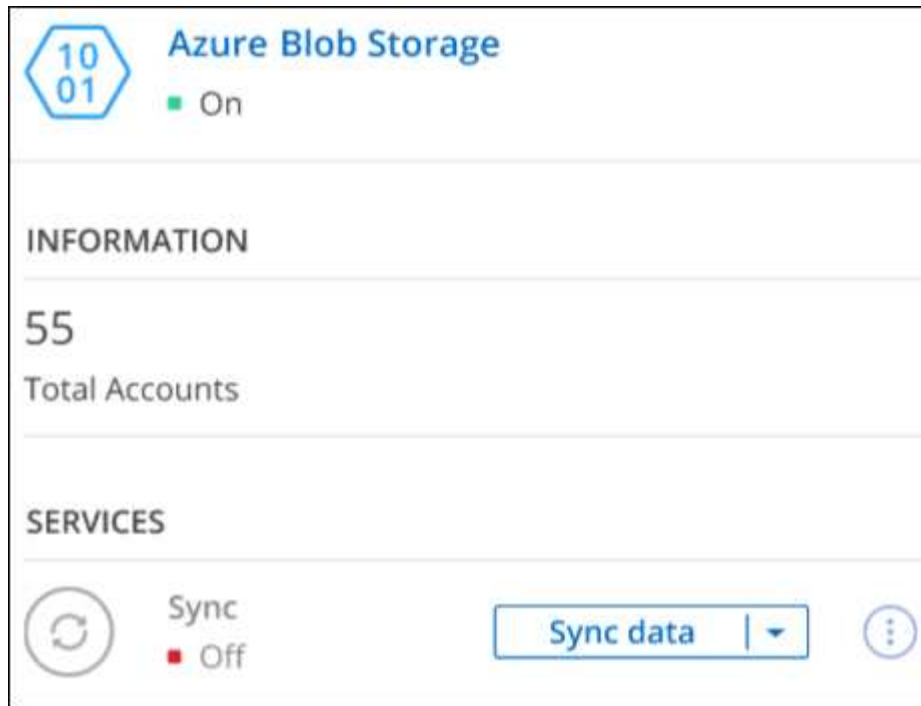 10
01
Azure Blob Storage
On
INFORMATION
55
Total Accounts
SERVICES
Sync
Off
Sync data